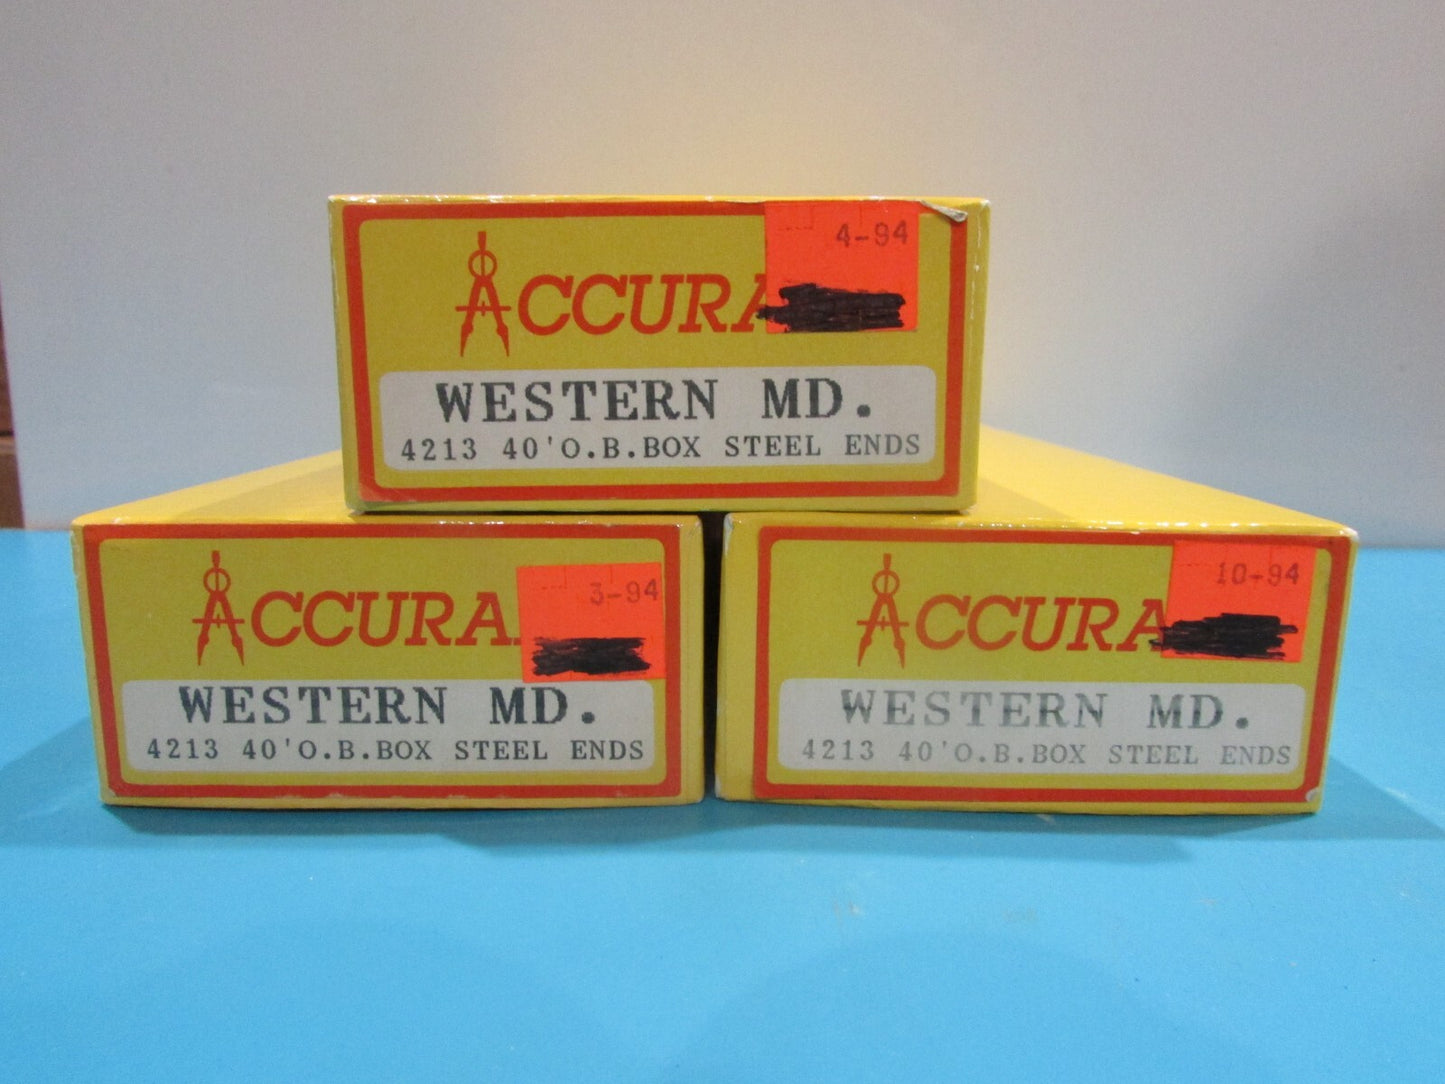 4-94
ACCURA
WESTERN MD.
4213 40' O.B.BOX STEEL ENDS
3-94
ACCURA
WESTERN MD.
4213 40' O.B.BOX STEEL ENDS
10-94
ACCURA
WESTERN MD.
4213 40' O.B.BOX STEEL ENDS